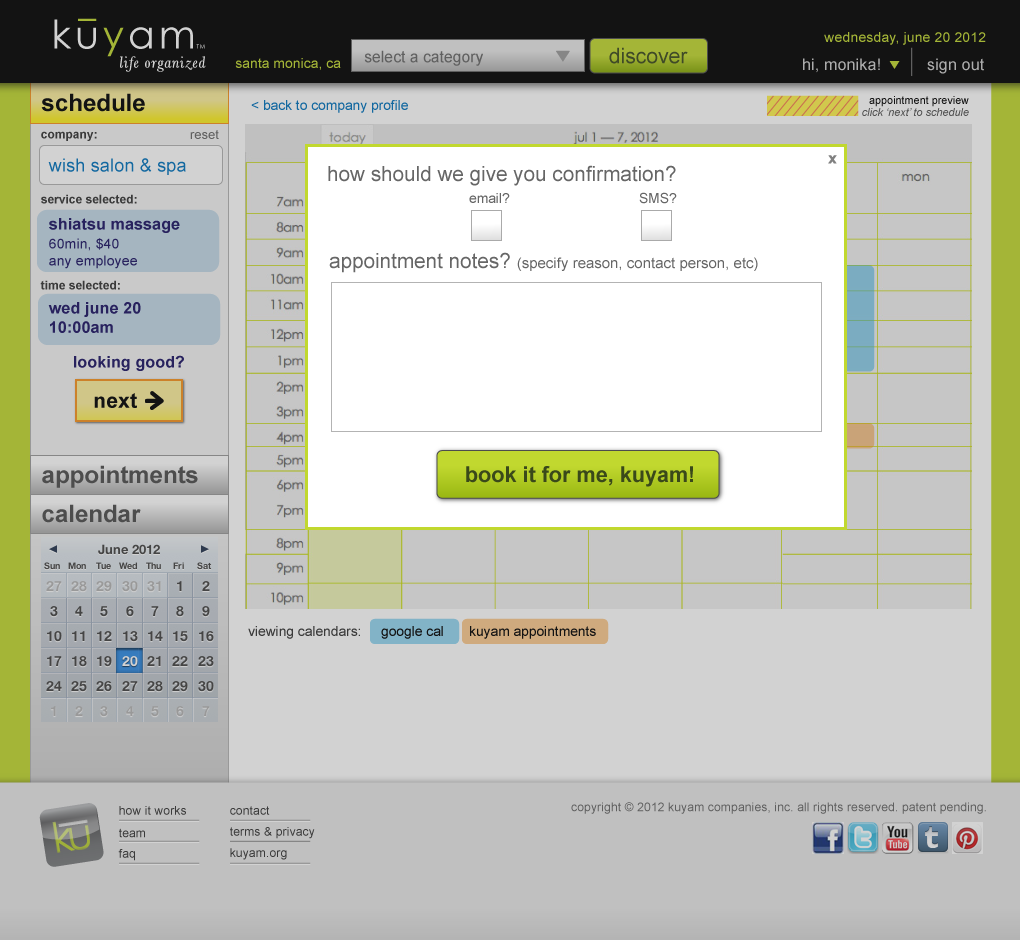 kūyam™
life organized
santa monica, ca
select a category
discover
wednesday, june 20 2012
hi, monika!
sign out
schedule
company:
reset
wish salon & spa
service selected:
shiatsu massage
60min, $40
any employee
time selected:
wed june 20
10:00am
looking good?
next
appointments
calendar
June 2012
Sun Mon Tue Wed Thu Fri Sat
27 28 29 30 31 1 2
3 4 5 6 7 8 9
10 11 12 13 14 15 16
17 18 19 20 21 22 23
24 25 26 27 28 29 30
1 2 3 4 5 6 7
< back to company profile
appointment preview
click 'next' to schedule
today
jul 1 — 7, 2012
mon
7am
8am
9am
10am
11am
12pm
1pm
2pm
3pm
4pm
5pm
6pm
7pm
8pm
9pm
10pm
x
how should we give you confirmation?
email?
SMS?
appointment notes? (specify reason, contact person, etc)
book it for me, kuyam!
viewing calendars:
google cal
kuyam appointments
kū
how it works
team
faq
contact
terms & privacy
kuyam.org
copyright © 2012 kuyam companies, inc. all rights reserved. patent pending.
f
t
You
Tube
t
p